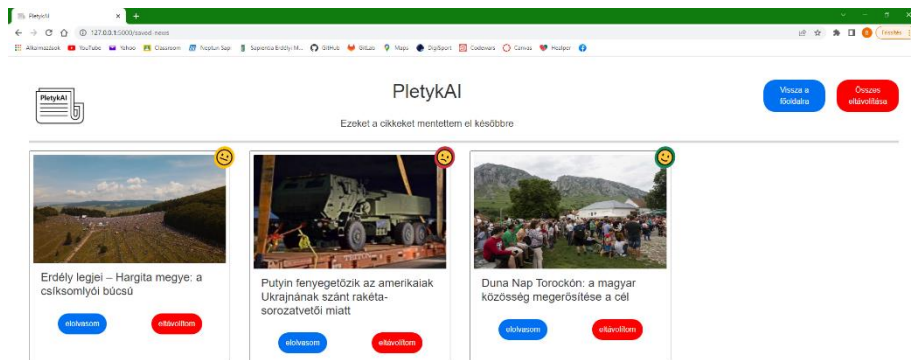 PletykAI
127.0.0.1:5000/saved-news
Alkalmazások YouTube Yahoo Classroom Neptun Sap Sapientia Erdélyi M... GitHub GitLab Maps DigiSport Codewars Canvas
PletykAI
PletykAI
Ezeket a cikkeket mentettem el későbbre
Vissza a
főoldalra
Összes
eltávolítása
Erdély legjei – Hargita megye: a
csíksomlyói búcsú
elolvasom eltávolítom
Putyin fenyegetőzik az amerikaiak
Ukrajnának szánt rakéta-
sorozatvetői miatt
elolvasom eltávolítom
Duna Nap Torockón: a magyar
közösség megerősítése a cél
elolvasom eltávolítom